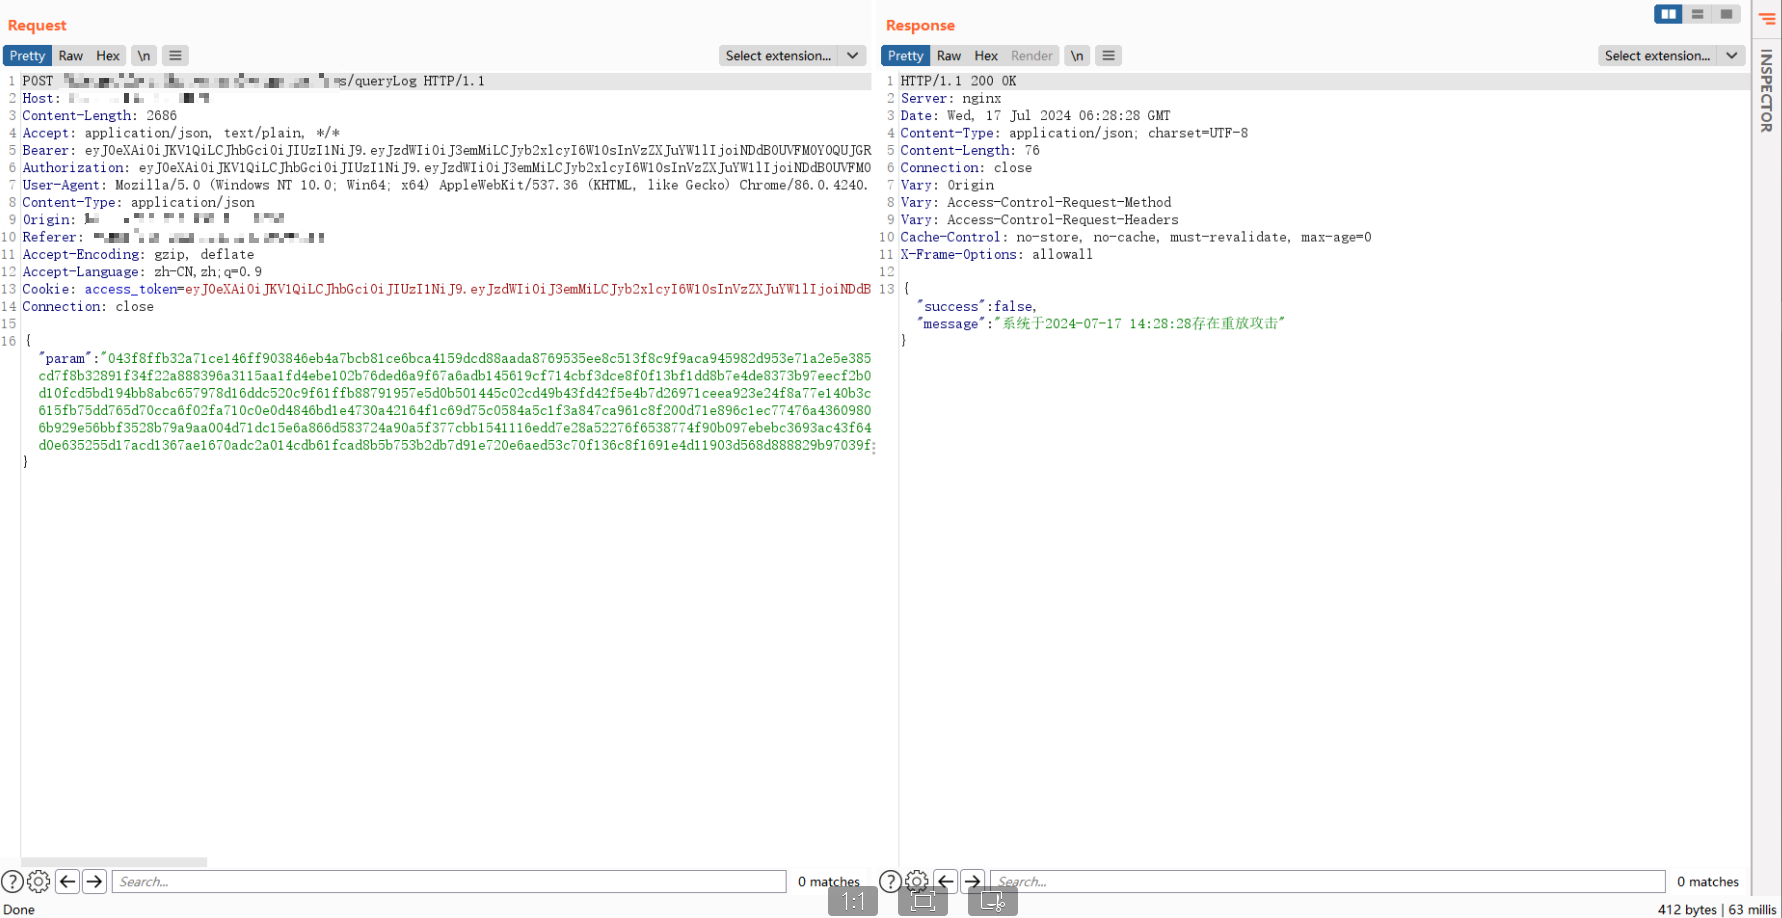 Request
Pretty Raw Hex \n Select extension...
1 POST s/queryLog HTTP/1.1
2 Host:
3 Content-Length: 2686
4 Accept: application/json, text/plain, */*
5 Bearer: eyJ0eXAiOiJKV1QiLCJhbGciOiJIUzI1NiJ9.eyJzdWIiOiJ3emMiLCJyb2xlcyI6W10sInVzZXJuYW1lIjoiNDdBOUVFM0Y0QUJGR
6 Authorization: eyJ0eXAiOiJKV1QiLCJhbGciOiJIUzI1NiJ9.eyJzdWIiOiJ3emMiLCJyb2xlcyI6W10sInVzZXJuYW1lIjoiNDdBOUVFM0
7 User-Agent: Mozilla/5.0 (Windows NT 10.0; Win64; x64) AppleWebKit/537.36 (KHTML, like Gecko) Chrome/86.0.4240.
8 Content-Type: application/json
9 Origin:
10 Referer:
11 Accept-Encoding: gzip, deflate
12 Accept-Language: zh-CN,zh;q=0.9
13 Cookie: access_token=eyJ0eXAiOiJKV1QiLCJhbGciOiJIUzI1NiJ9.eyJzdWIiOiJ3emMiLCJyb2xlcyI6W10sInVzZXJuYW1lIjoiNDdB
14 Connection: close
15
16 {
"param":"043f8ffb32a71ce146ff903846eb4a7bcb81ce6bca4159dcd88aada8769535ee8c513f8c9f9aca945982d953e71a2e5e385
cd7f8b32891f34f22a888396a3115aa1fd4ebe102b76ded6a9f67a6adb145619cf714cbf3dce8f0f13bf1dd8b7e4de8373b97eecf2b0
d10fcd5bd194bb8abc657978d16ddc520c9f61ffb88791957e5d0b501445c02cd49b43fd42f5e4b7d26971ceea923e24f8a77e140b3c
615fb75dd765d70cca6f02fa710c0e0d4846bd1e4730a42164f1c69d75c0584a5c1f3a847ca961c8f200d71e896c1ec77476a4360980
6b929e56bbf3528b79a9aa004d71dc15e6a866d583724a90a5f377cbb1541116edd7e28a52276f6538774f90b097ebebc3693ac43f64
d0e635255d17acd1367ae1670adc2a014cdb61fcad8b5b753b2db7d91e720e6aed53c70f136c8f1691e4d11903d568d888829b97039f
}
Search... 0 matches
Done
Response
Pretty Raw Hex Render \n Select extension...
1 HTTP/1.1 200 OK
2 Server: nginx
3 Date: Wed, 17 Jul 2024 06:28:28 GMT
4 Content-Type: application/json; charset=UTF-8
5 Content-Length: 76
6 Connection: close
7 Vary: Origin
8 Vary: Access-Control-Request-Method
9 Vary: Access-Control-Request-Headers
10 Cache-Control: no-store, no-cache, must-revalidate, max-age=0
11 X-Frame-Options: allowall
12
13 {
"success":false,
"message":"系统于2024-07-17 14:28:28存在重放攻击"
}
Search... 0 matches
1:1
412 bytes | 63 millis
INSPECTOR